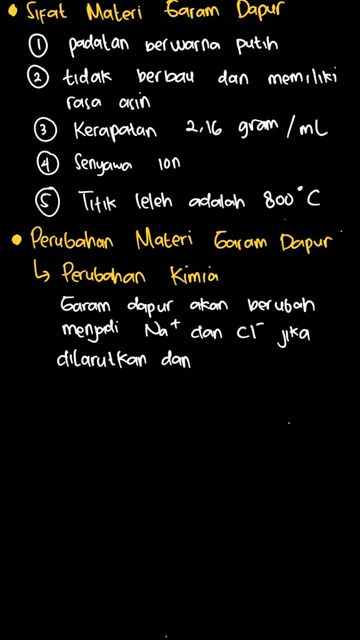 • Sifat Materi Garam Dapur
① padatan berwarna putih
② tidak berbau dan memiliki
rasa asin
③ Kerapatan 2,16 gram/mL
④ Senyawa ion
⑤ Titik leleh adalah 800°C
• Perubahan Materi Garam Dapur
↳ Perubahan Kimia
Garam dapur akan berubah
menjadi Na⁺ dan Cl⁻ jika
dilarutkan dan